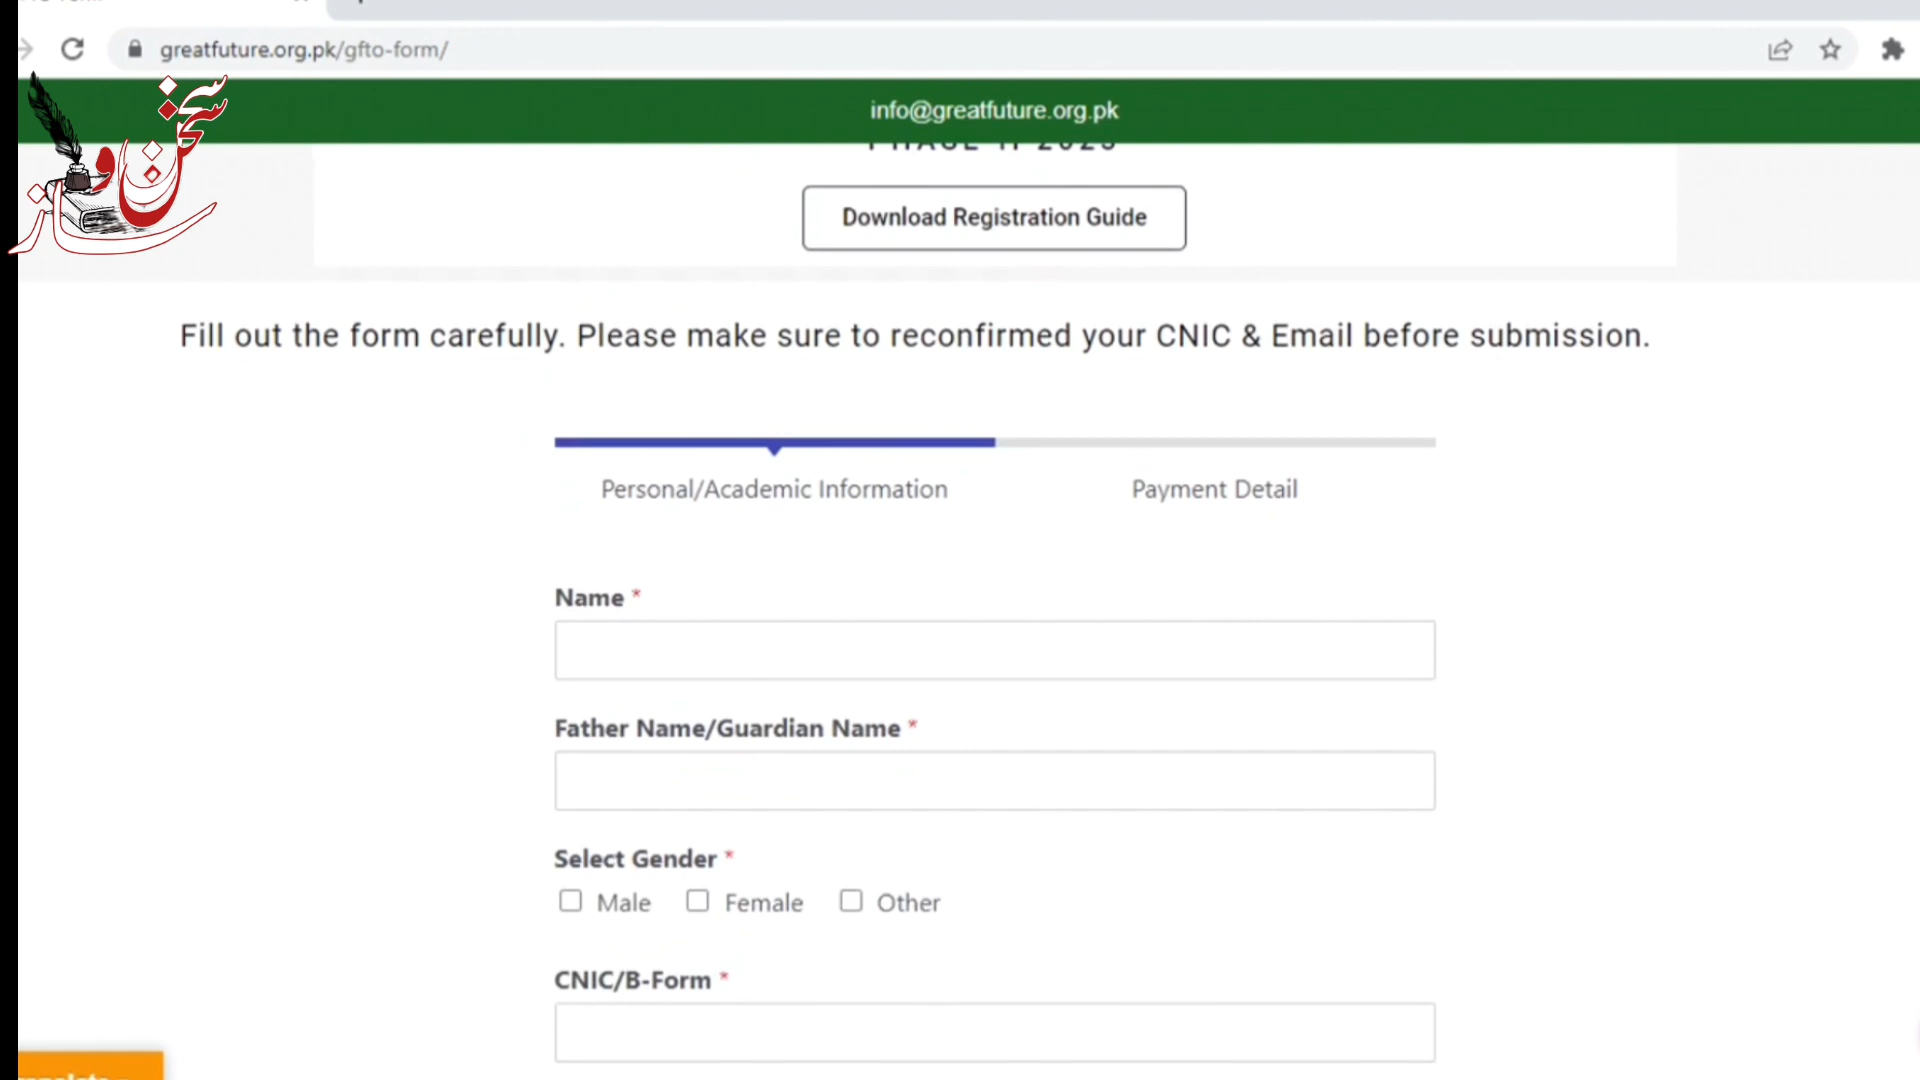 greatfuture.org.pk/gfto-form/
info@greatfuture.org.pk
سخن و ساز
Download Registration Guide
Fill out the form carefully. Please make sure to reconfirmed your CNIC & Email before submission.
Personal/Academic Information
Payment Detail
Name *
Father Name/Guardian Name *
Select Gender *
Male Female Other
CNIC/B-Form *